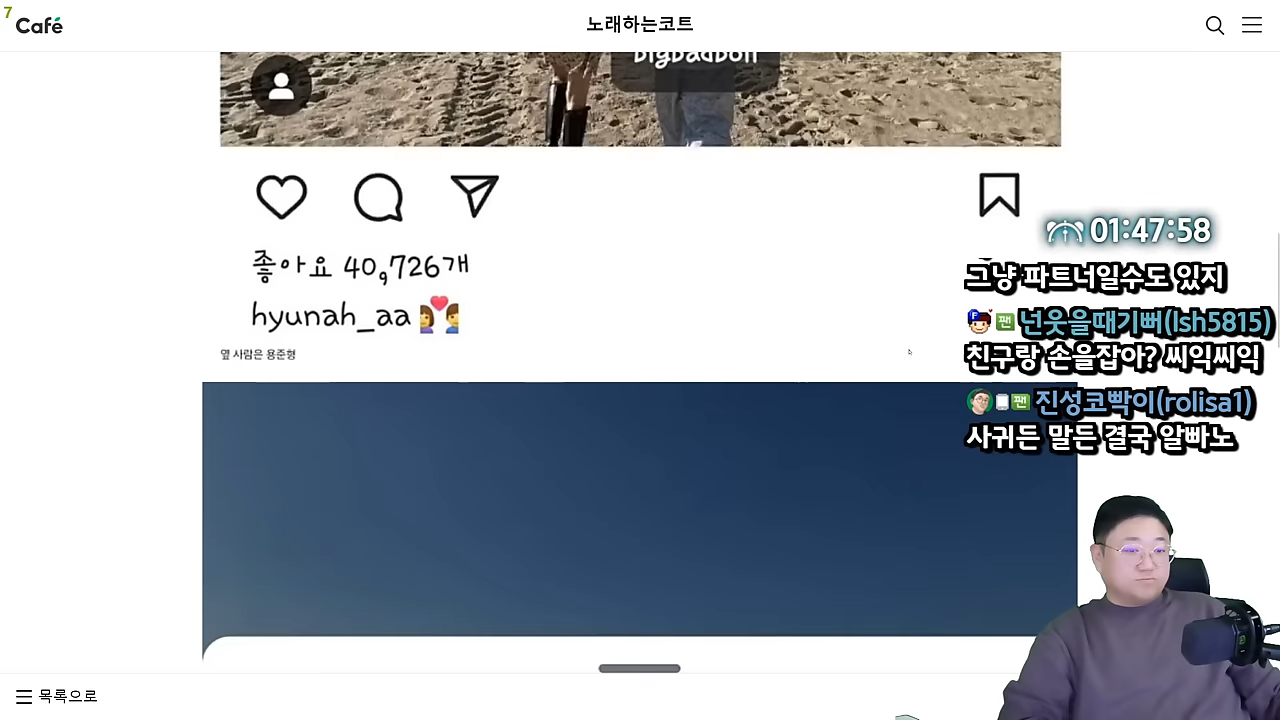 7
Café
노래하는코트
bigbadboii
01:47:58
좋아요 40,726개
그냥 파트너일수도 있지
hyunah_aa
넌웃을때기뻐(lsh5815)
옆 사람은 용준형
친구랑 손을잡아? 씨익씨익
진성코빡이(rolisa1)
사귀든 말든 결국 알빠노
목록으로